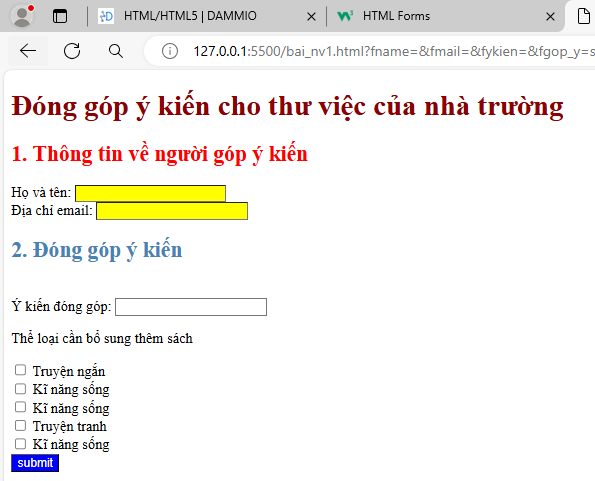 HTML/HTML5 | DAMMIO
HTML Forms
127.0.0.1:5500/bai_nv1.html?fname=&fmail=&fykien=&fgop_y=s
Đóng góp ý kiến cho thư việc của nhà trường
1. Thông tin về người góp ý kiến
Họ và tên:
Địa chỉ email:
2. Đóng góp ý kiến
Ý kiến đóng góp:
Thể loại cần bổ sung thêm sách
Truyện ngắn
Kĩ năng sống
Kĩ năng sống
Truyện tranh
Kĩ năng sống
submit